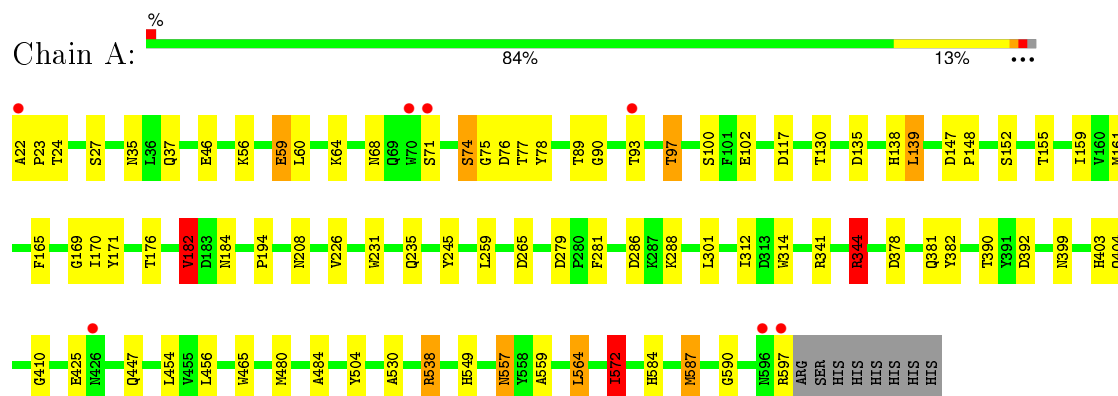 %
Chain A:
84% 13% •••
A22 P23 T24 S27 N35 L36 Q37 E46 K56 E59 L60 K64 N68 Q69 W70 S71 S74 G75 D76 T77 Y78 T89 G90 T93 T97 S100 F101 E102 D117 T130 D135 H138 L139 D147 P148 S152 T155 I159 V160 M161
F165 G169 I170 Y171 T176 V182 D183 N184 P194 N208 V226 W231 Q235 Y245 L259 D265 D279 P280 F281 D286 K287 K288 L301 I312 D313 W314 R341 R344 D378 Q381 Y382 T390 Y391 D392 N399 H403
G410 E425 N426 Q447 L454 V455 L456 W465 M480 A484 Y504 A530 R538 H549 N557 Y558 A559 L564 I572 H584 M587 G590 N596 R597 ARG SER HIS HIS HIS HIS HIS HIS